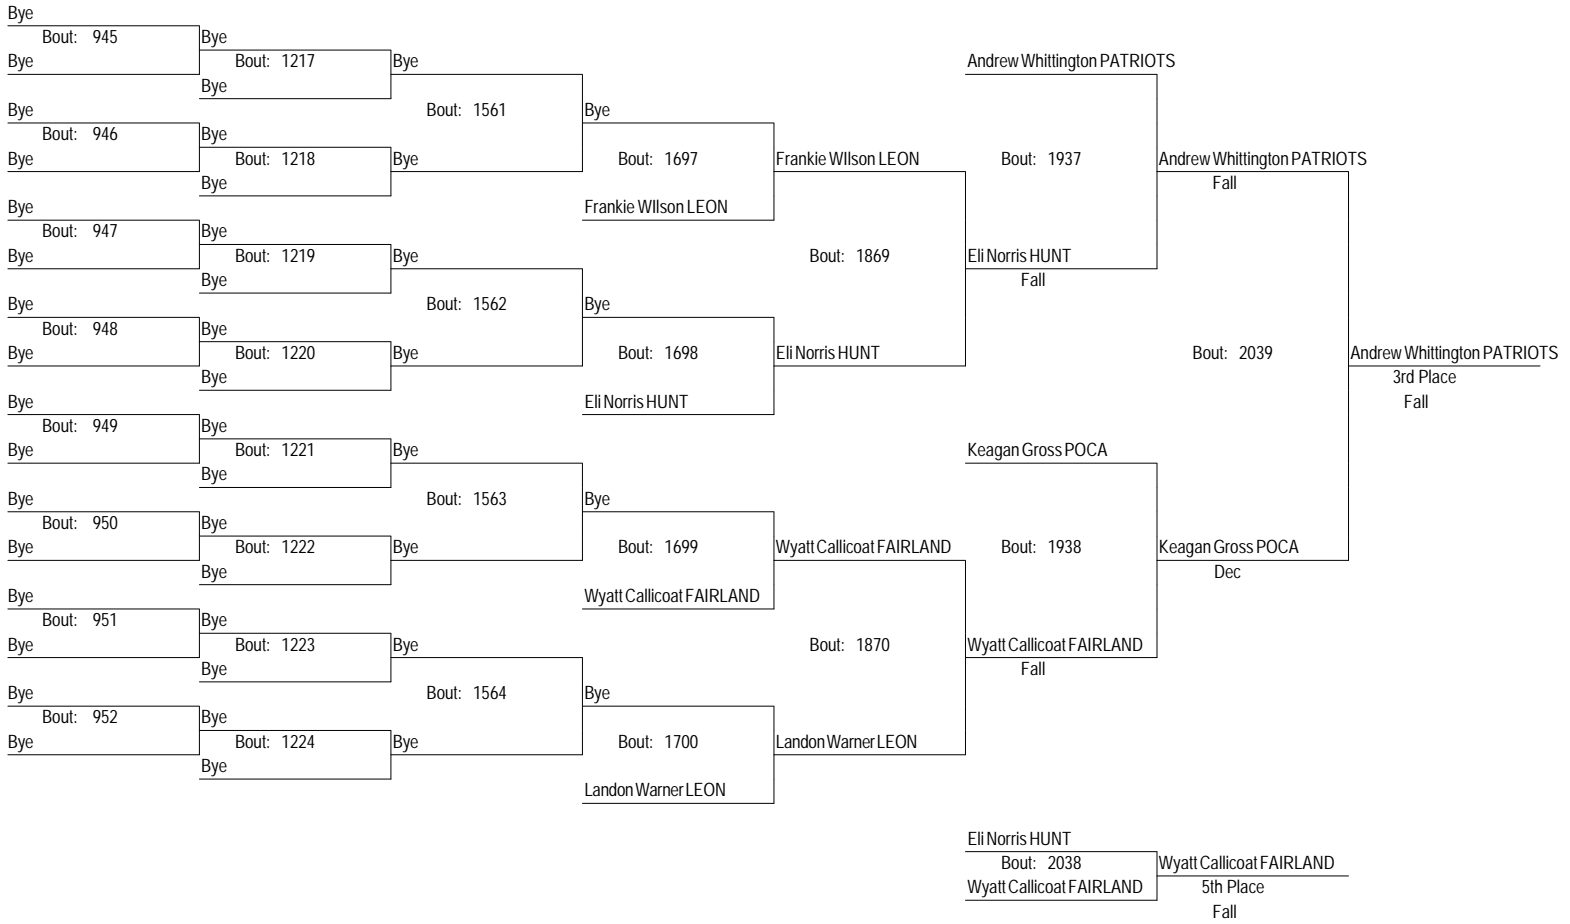 Bye
Bout: 945
Bye
Bye
Bout: 946
Bye
Bye
Bout: 947
Bye
Bye
Bout: 948
Bye
Bye
Bout: 949
Bye
Bye
Bout: 950
Bye
Bye
Bout: 951
Bye
Bye
Bout: 952
Bye
Bye
Bout: 1217
Bye
Bye
Bout: 1218
Bye
Bye
Bout: 1219
Bye
Bye
Bout: 1220
Bye
Bye
Bout: 1221
Bye
Bye
Bout: 1222
Bye
Bye
Bout: 1223
Bye
Bye
Bout: 1224
Bye
Bye
Bout: 1561
Bye
Bye
Bout: 1562
Bye
Bye
Bout: 1563
Bye
Bye
Bout: 1564
Bye
Bye
Bout: 1697
Frankie WIlson LEON
Bye
Bout: 1698
Eli Norris HUNT
Bye
Bout: 1699
Wyatt Callicoat FAIRLAND
Bye
Bout: 1700
Landon Warner LEON
Frankie WIlson LEON
Bout: 1869
Eli Norris HUNT
Wyatt Callicoat FAIRLAND
Bout: 1870
Landon Warner LEON
Andrew Whittington PATRIOTS
Bout: 1937
Eli Norris HUNT
Fall
Keagan Gross POCA
Bout: 1938
Wyatt Callicoat FAIRLAND
Fall
Andrew Whittington PATRIOTS
Fall
Bout: 2039
Keagan Gross POCA
Dec
Andrew Whittington PATRIOTS
3rd Place
Fall
Eli Norris HUNT
Bout: 2038
Wyatt Callicoat FAIRLAND
Wyatt Callicoat FAIRLAND
5th Place
Fall